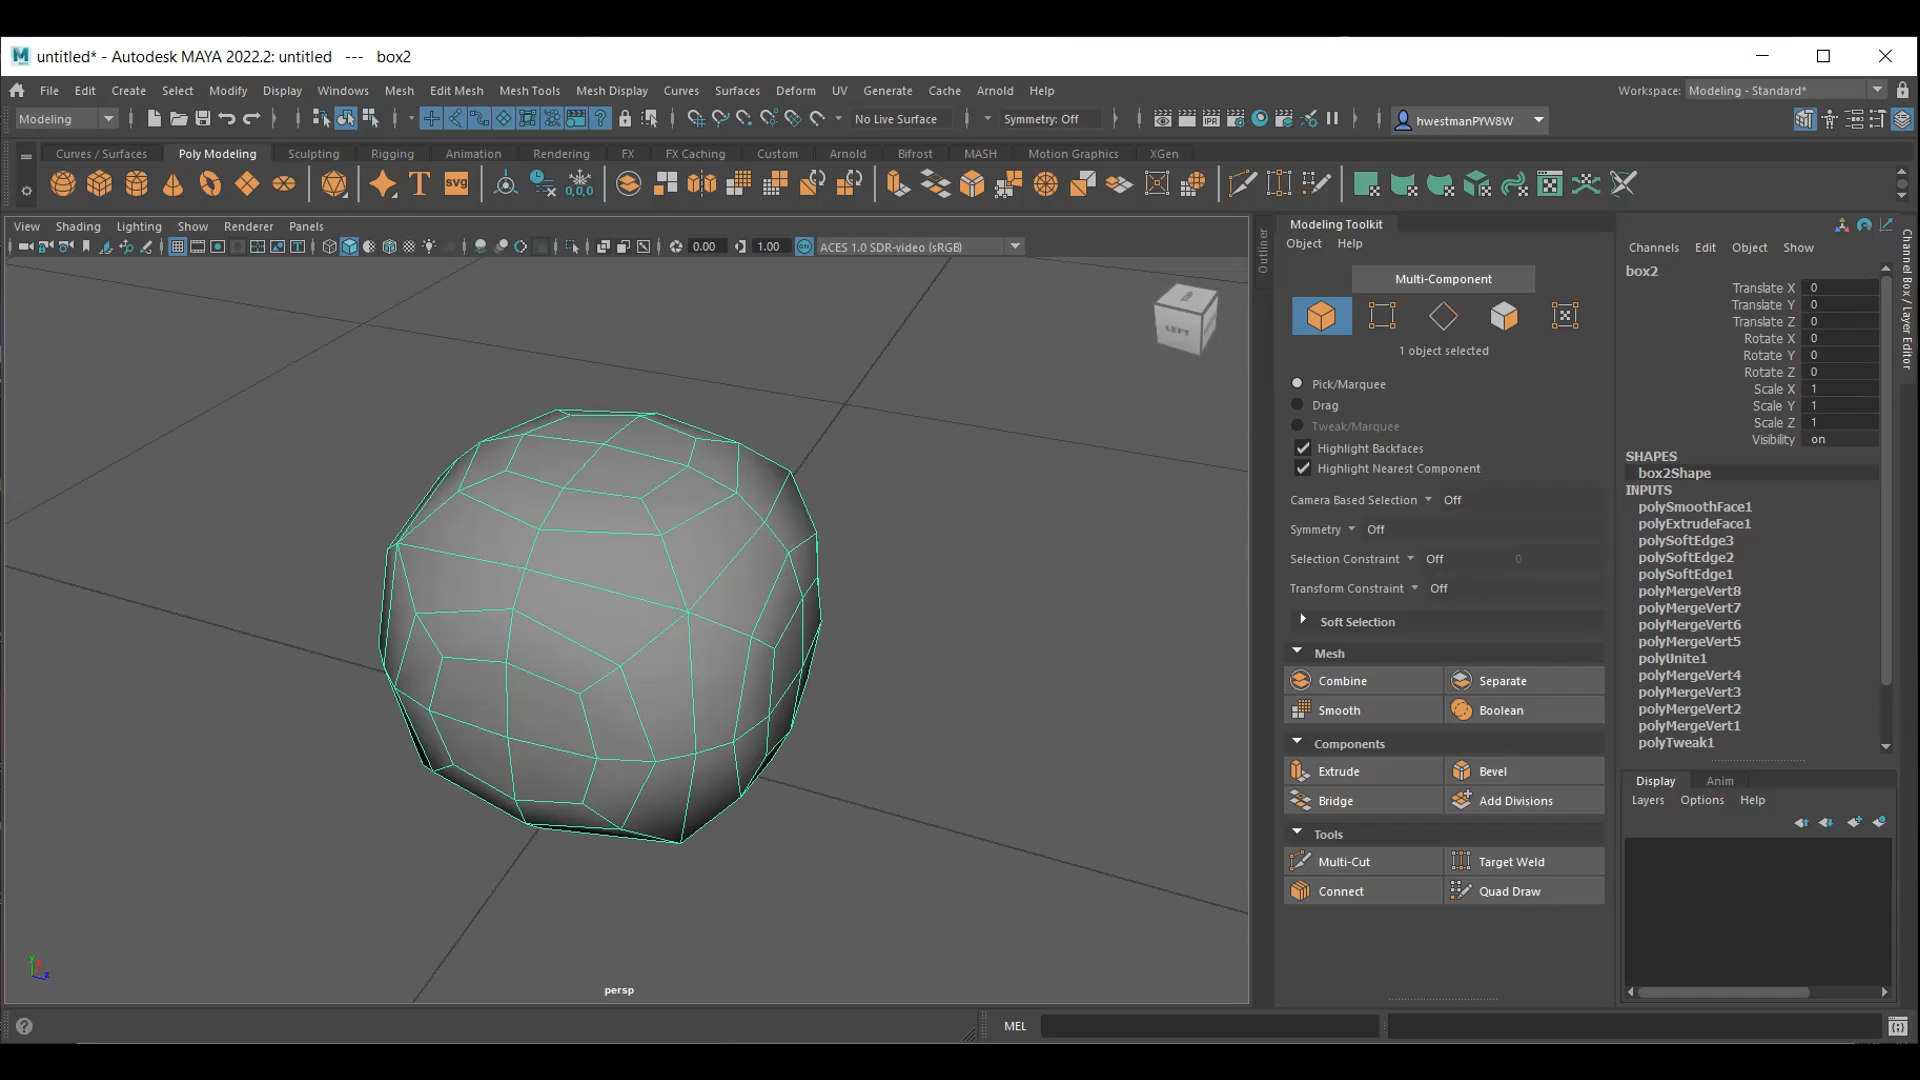 untitled* - Autodesk MAYA 2022.2: untitled --- box2
File Edit Create Select Modify Display Windows Mesh Edit Mesh Mesh Tools Mesh Display Curves Surfaces Deform UV Generate Cache Arnold Help
Workspace: Modeling - Standard*
Modeling
No Live Surface
Symmetry: Off
IPR
hwestmanPYW8W
Curves / Surfaces Poly Modeling Sculpting Rigging Animation Rendering FX FX Caching Custom Arnold Bifrost MASH Motion Graphics XGen
T SVG 0,0,0
View Shading Lighting Show Renderer Panels
0.00 1.00 ON ACES 1.0 SDR-video (sRGB)
LEFT
persp
Outliner
Modeling Toolkit
Object Help
Multi-Component
1 object selected
Pick/Marquee
Drag
Tweak/Marquee
Highlight Backfaces
Highlight Nearest Component
Camera Based Selection Off
Symmetry Off
Selection Constraint Off 0
Transform Constraint Off
Soft Selection
Mesh
Combine Separate
Smooth Boolean
Components
Extrude Bevel
Bridge Add Divisions
Tools
Multi-Cut Target Weld
Connect Quad Draw
Channels Edit Object Show
box2
Translate X 0
Translate Y 0
Translate Z 0
Rotate X 0
Rotate Y 0
Rotate Z 0
Scale X 1
Scale Y 1
Scale Z 1
Visibility on
SHAPES
box2Shape
INPUTS
polySmoothFace1
polyExtrudeFace1
polySoftEdge3
polySoftEdge2
polySoftEdge1
polyMergeVert8
polyMergeVert7
polyMergeVert6
polyMergeVert5
polyUnite1
polyMergeVert4
polyMergeVert3
polyMergeVert2
polyMergeVert1
polyTweak1
Display Anim
Layers Options Help
Channel Box / Layer Editor
MEL